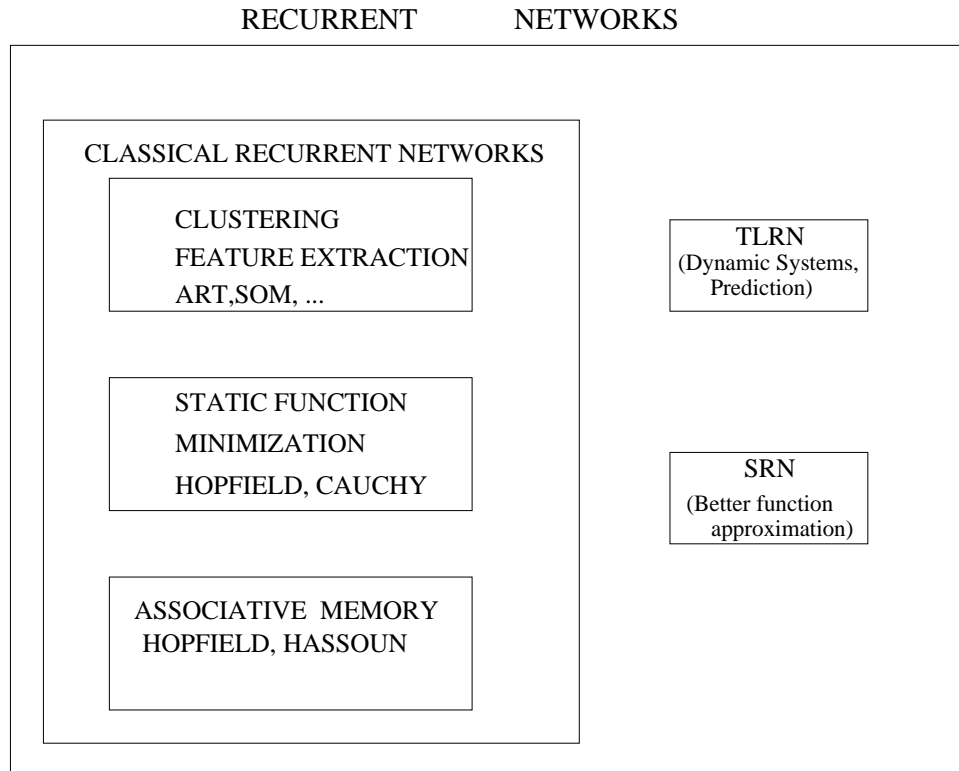 RECURRENT NETWORKS
CLASSICAL RECURRENT NETWORKS
CLUSTERING
FEATURE EXTRACTION
ART,SOM, ...
STATIC FUNCTION
MINIMIZATION
HOPFIELD, CAUCHY
ASSOCIATIVE MEMORY
HOPFIELD, HASSOUN
TLRN
(Dynamic Systems,
Prediction)
SRN
(Better function
approximation)